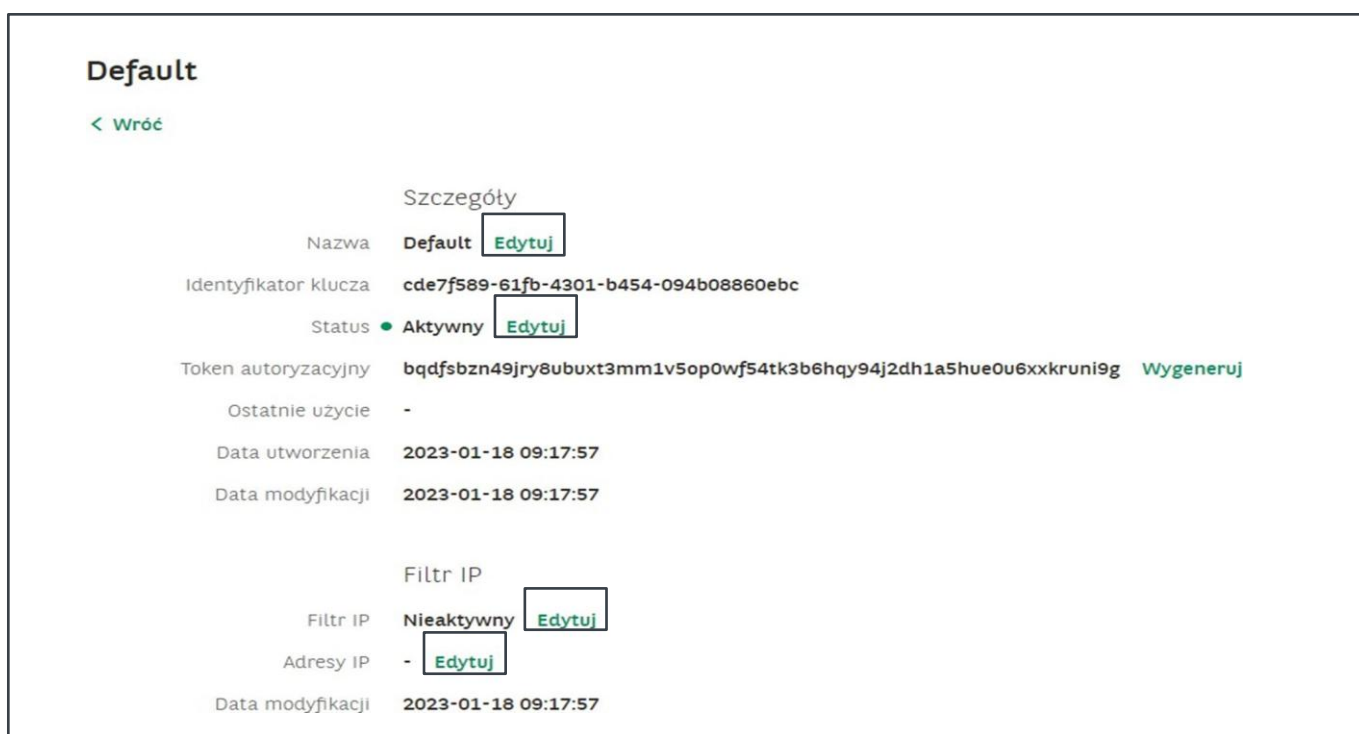 Default
< Wróć
Szczegóły
Nazwa Default Edytuj
Identyfikator klucza cde7f589-61fb-4301-b454-094b08860ebc
Status Aktywny Edytuj
Token autoryzacyjny bqdfsbzn49jry8ubuxt3mm1v5op0wf54tk3b6hqy94j2dh1a5hue0u6xxkruni9g Wygeneruj
Ostatnie użycie -
Data utworzenia 2023-01-18 09:17:57
Data modyfikacji 2023-01-18 09:17:57
Filtr IP
Filtr IP Nieaktywny Edytuj
Adresy IP - Edytuj
Data modyfikacji 2023-01-18 09:17:57